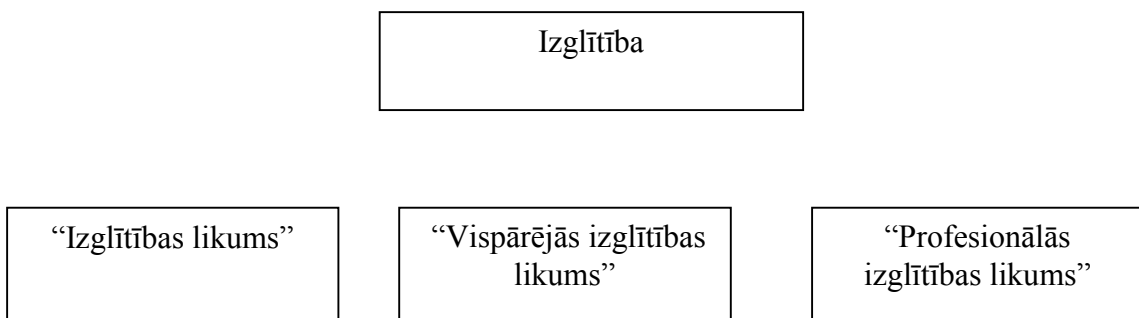 Izglītība
“Izglītības likums”
“Vispārējās izglītības
likums”
“Profesionālās
izglītības likums”